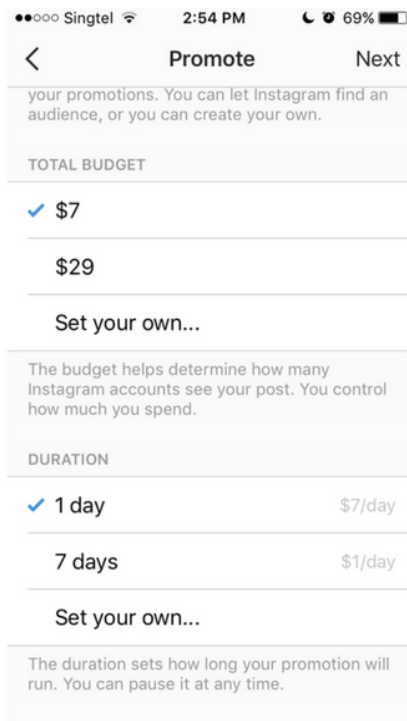 Singtel 2:54 PM 69%
Promote Next
your promotions. You can let Instagram find an
audience, or you can create your own.
TOTAL BUDGET
$7
$29
Set your own...
The budget helps determine how many
Instagram accounts see your post. You control
how much you spend.
DURATION
1 day $7/day
7 days $1/day
Set your own...
The duration sets how long your promotion will
run. You can pause it at any time.